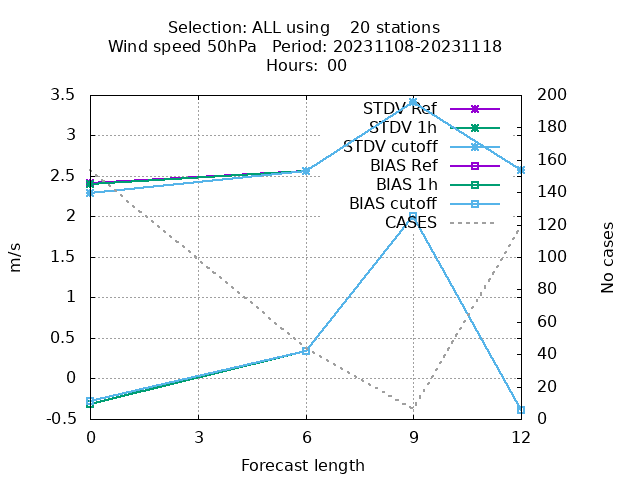 Selection: ALL using    20 stations
Wind speed 50hPa   Period: 20231108-20231118
Hours: 00
3.5
3
2.5
2
1.5
1
0.5
0
-0.5
m/s
STDV Ref
STDV 1h
STDV cutoff
BIAS Ref
BIAS 1h
BIAS cutoff
CASES
200
180
160
140
120
100
80
60
40
20
0
No cases
0 3 6 9 12
Forecast length